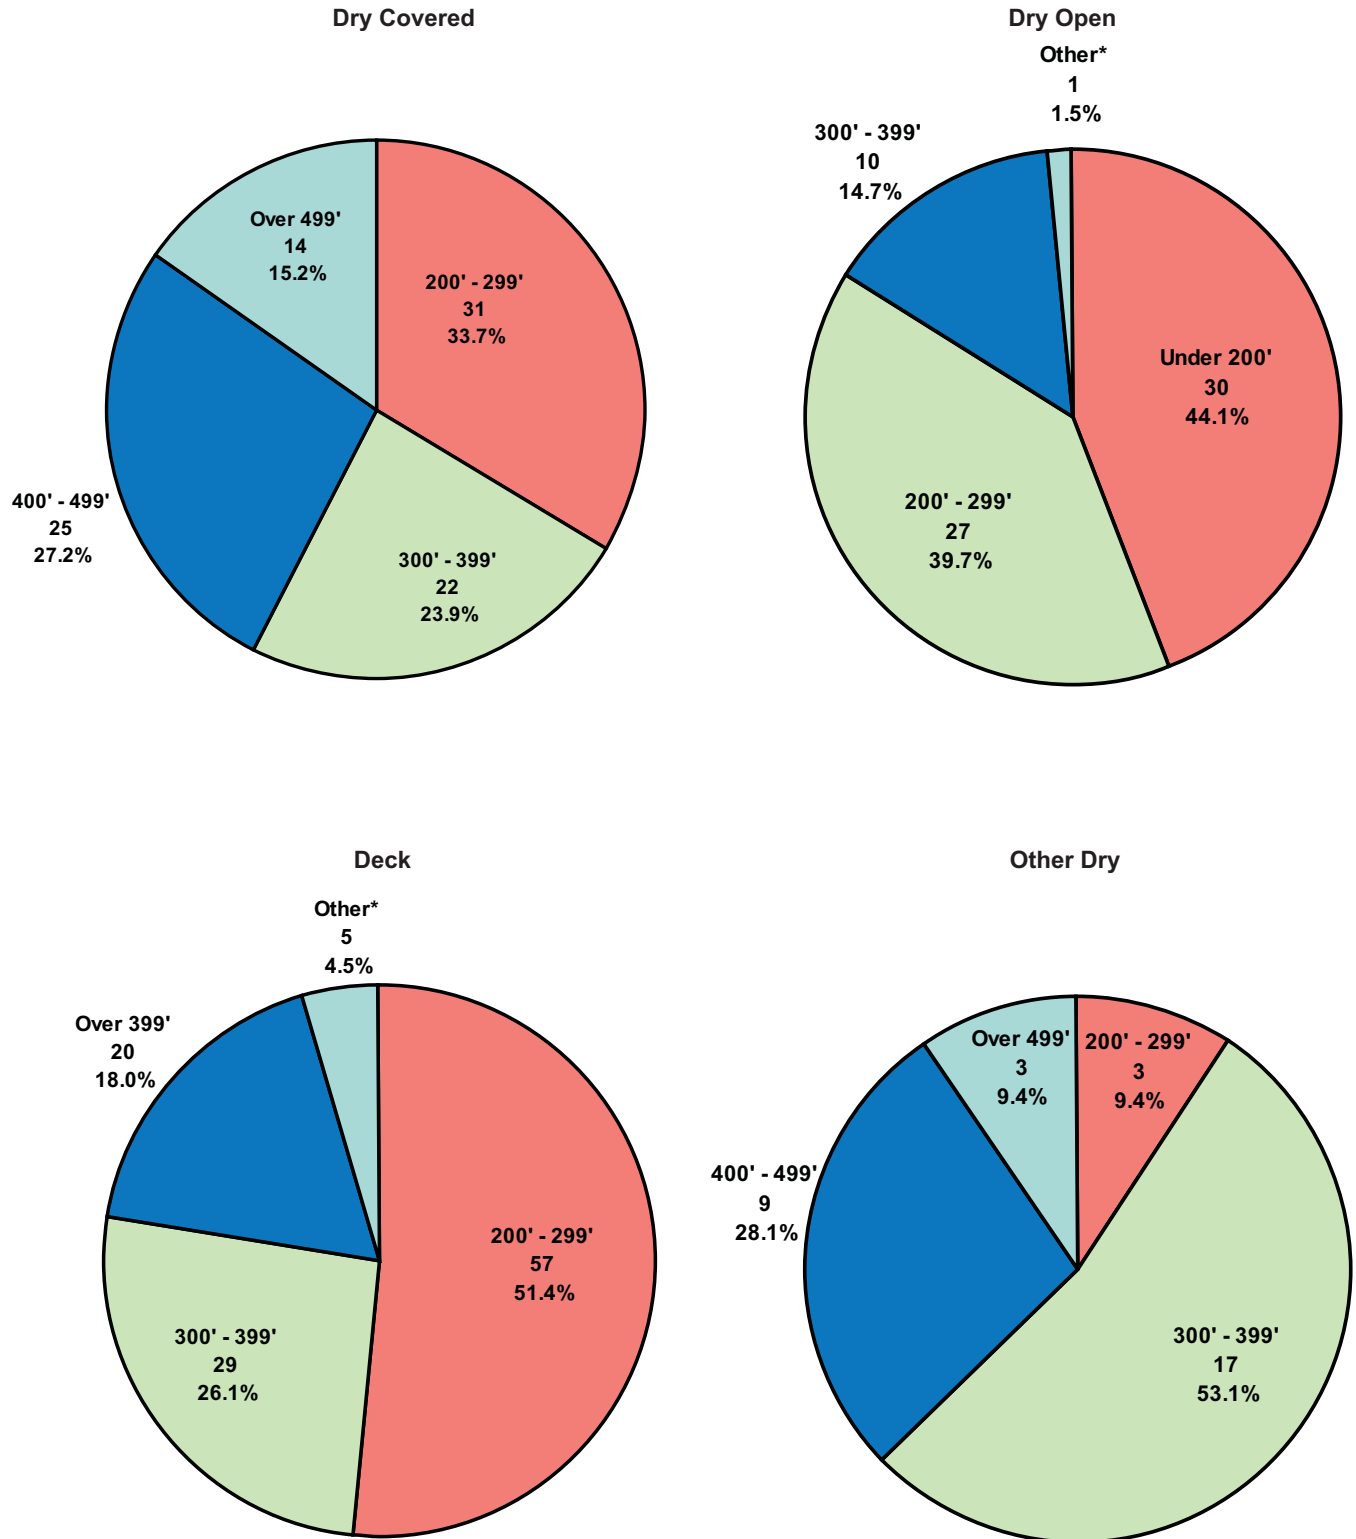 Dry Covered
Over 499'
14
15.2%
200' - 299'
31
33.7%
400' - 499'
25
27.2%
300' - 399'
22
23.9%
Dry Open
Other*
1
1.5%
300' - 399'
10
14.7%
Under 200'
30
44.1%
200' - 299'
27
39.7%
Deck
Other*
5
4.5%
Over 399'
20
18.0%
200' - 299'
57
51.4%
300' - 399'
29
26.1%
Other Dry
Over 499'
3
9.4%
200' - 299'
3
9.4%
400' - 499'
9
28.1%
300' - 399'
17
53.1%